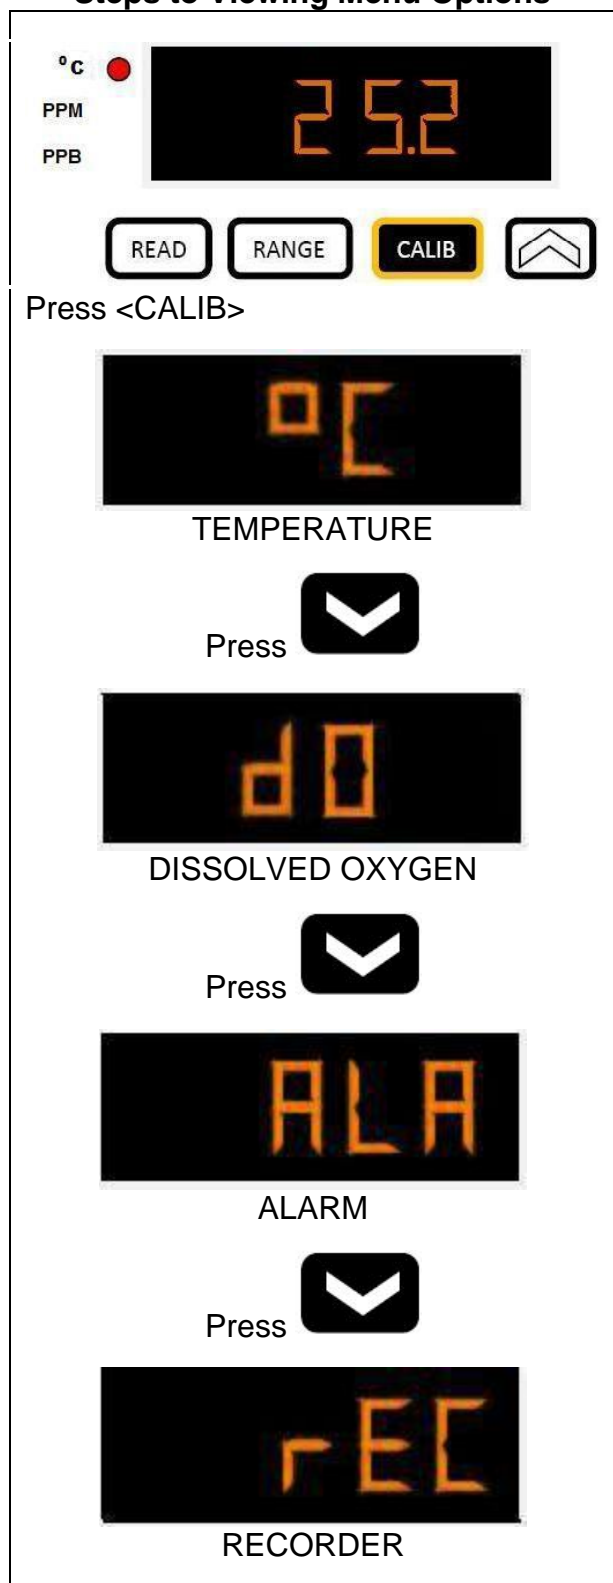 Steps to Viewing Menu Options
°C
PPM
PPB
25.2
READ RANGE CALIB
Press <CALIB>
°C
TEMPERATURE
Press
dO
DISSOLVED OXYGEN
Press
ALA
ALARM
Press
rEC
RECORDER